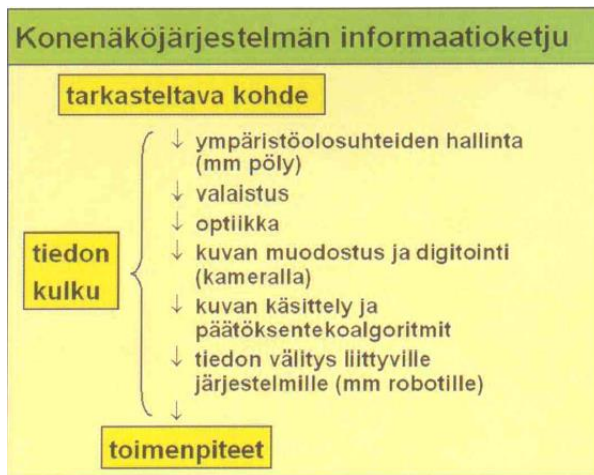 Konenäköjärjestelmän informaatioketju
tarkasteltava kohde
↓ ympäristöolosuhteiden hallinta
(mm pöly)
↓ valaistus
↓ optiikka
tiedon
kulku
↓ kuvan muodostus ja digitointi
(kameralla)
↓ kuvan käsittely ja
päätöksentekoalgoritmit
↓ tiedon välitys liittyville
järjestelmille (mm robotille)
↓
toimenpiteet